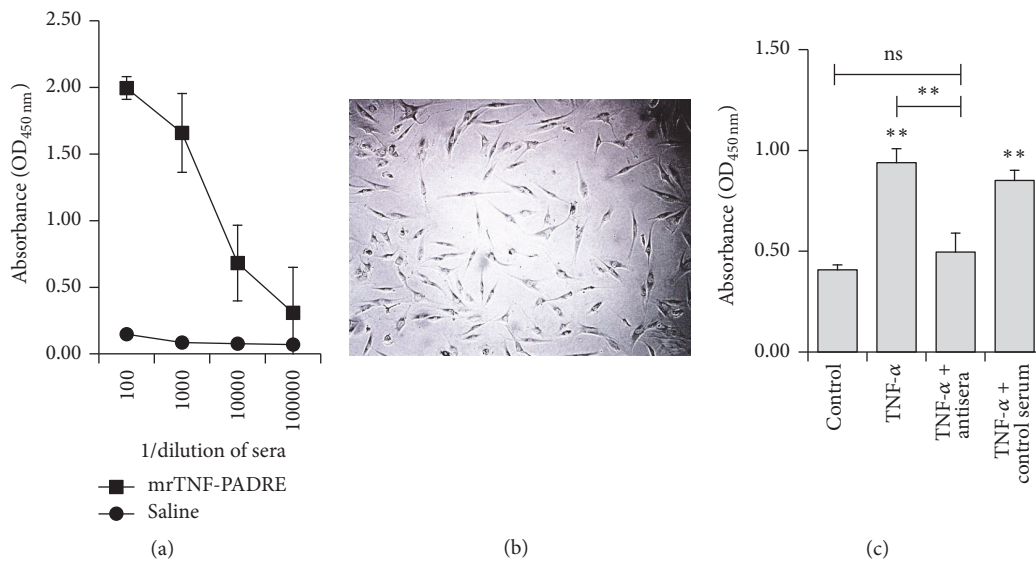 2.50
2.00
1.50
1.00
0.50
0.00
Absorbance (OD450 nm)
100
1000
10000
100000
1/dilution of sera
mrTNF-PADRE
Saline
(a)
(b)
1.50
1.00
0.50
0.00
Absorbance (OD450 nm)
ns
**
**
**
Control
TNF-α
TNF-α +
antisera
TNF-α +
control serum
(c)